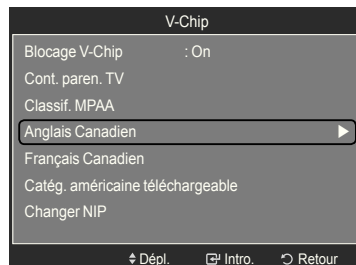 V-Chip
Blocage V-Chip : On
Cont. paren. TV
Classif. MPAA
Anglais Canadien
Français Canadien
Catég. américaine téléchargeable
Changer NIP
Dépl. Intro. Retour